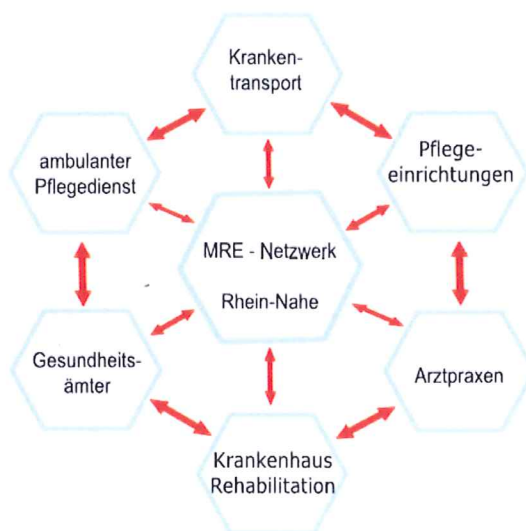 Kranken-
transport
ambulanter
Pflegedienst
Pflege-
einrichtungen
MRE - Netzwerk
Rhein-Nahe
Gesundheits-
ämter
Arztpraxen
Krankenhaus
Rehabilitation